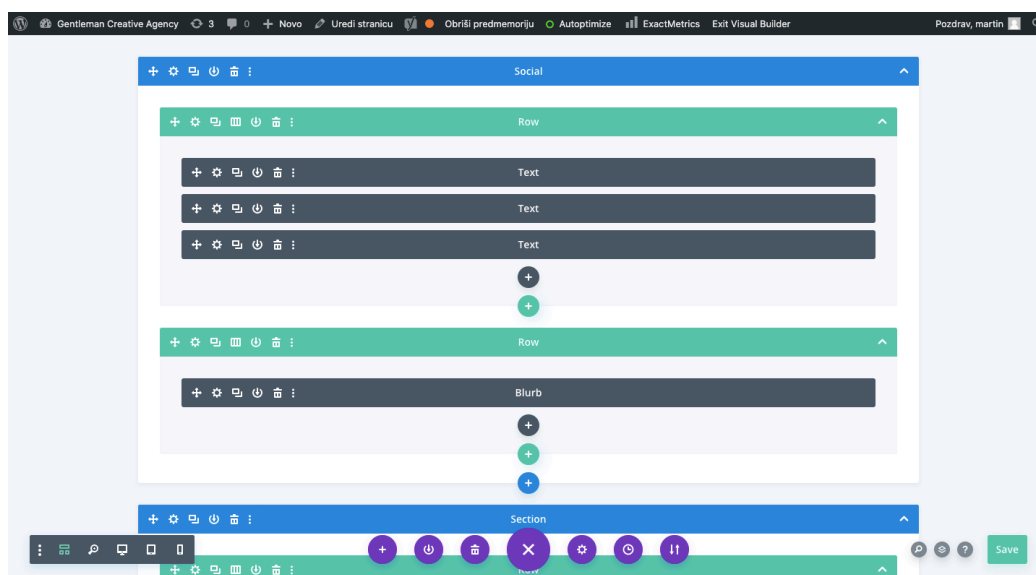 Gentleman Creative Agency 3 0 Novo Uredi stranicu Obriši predmemoriju Autoptimize ExactMetrics Exit Visual Builder Pozdrav, martin
Social
Row
Text
Text
Text
Row
Blurb
Section
Save
Row